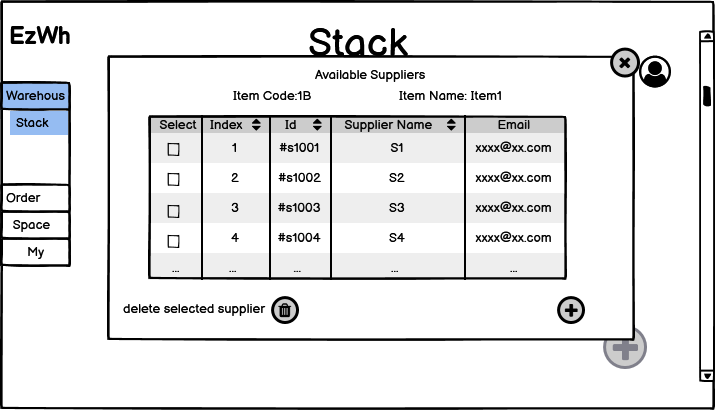 EzWh
Stack
Available Suppliers
Item Code:1B Item Name: Item1
Warehous
Stack
Order
Space
My
Select Index Id Supplier Name Email
1 #s1001 S1 xxxx@xx.com
2 #s1002 S2 xxxx@xx.com
3 #s1003 S3 xxxx@xx.com
4 #s1004 S4 xxxx@xx.com
... ... ... ... ...
delete selected supplier